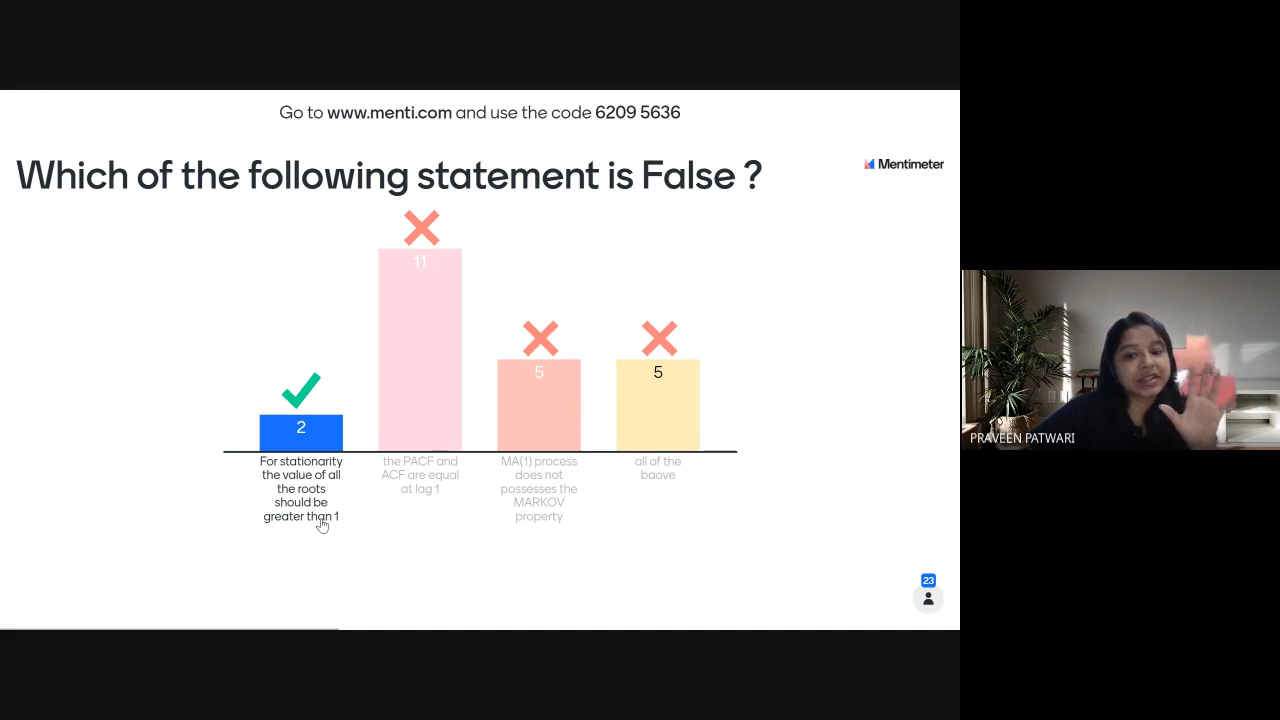 Go to www.menti.com and use the code 6209 5636
Which of the following statement is False ?
Mentimeter
11
5
5
2
For stationarity
the value of all
the roots
should be
greater than 1
the PACF and
ACF are equal
at lag 1
MA(1) process
does not
possesses the
MARKOV
property
all of the
baove
23
PRAVEEN PATWARI